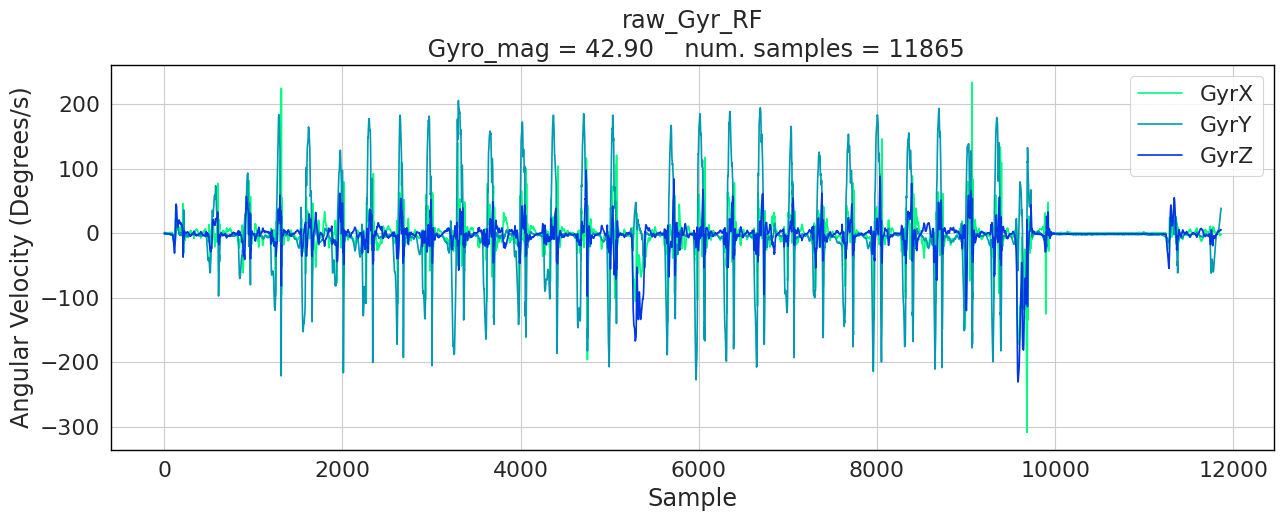 raw_Gyr_RF
Gyro_mag = 42.90    num. samples = 11865
Angular Velocity (Degrees/s)
200
100
0
−100
−200
−300
GyrX
GyrY
GyrZ
0
2000
4000
6000
8000
10000
12000
Sample